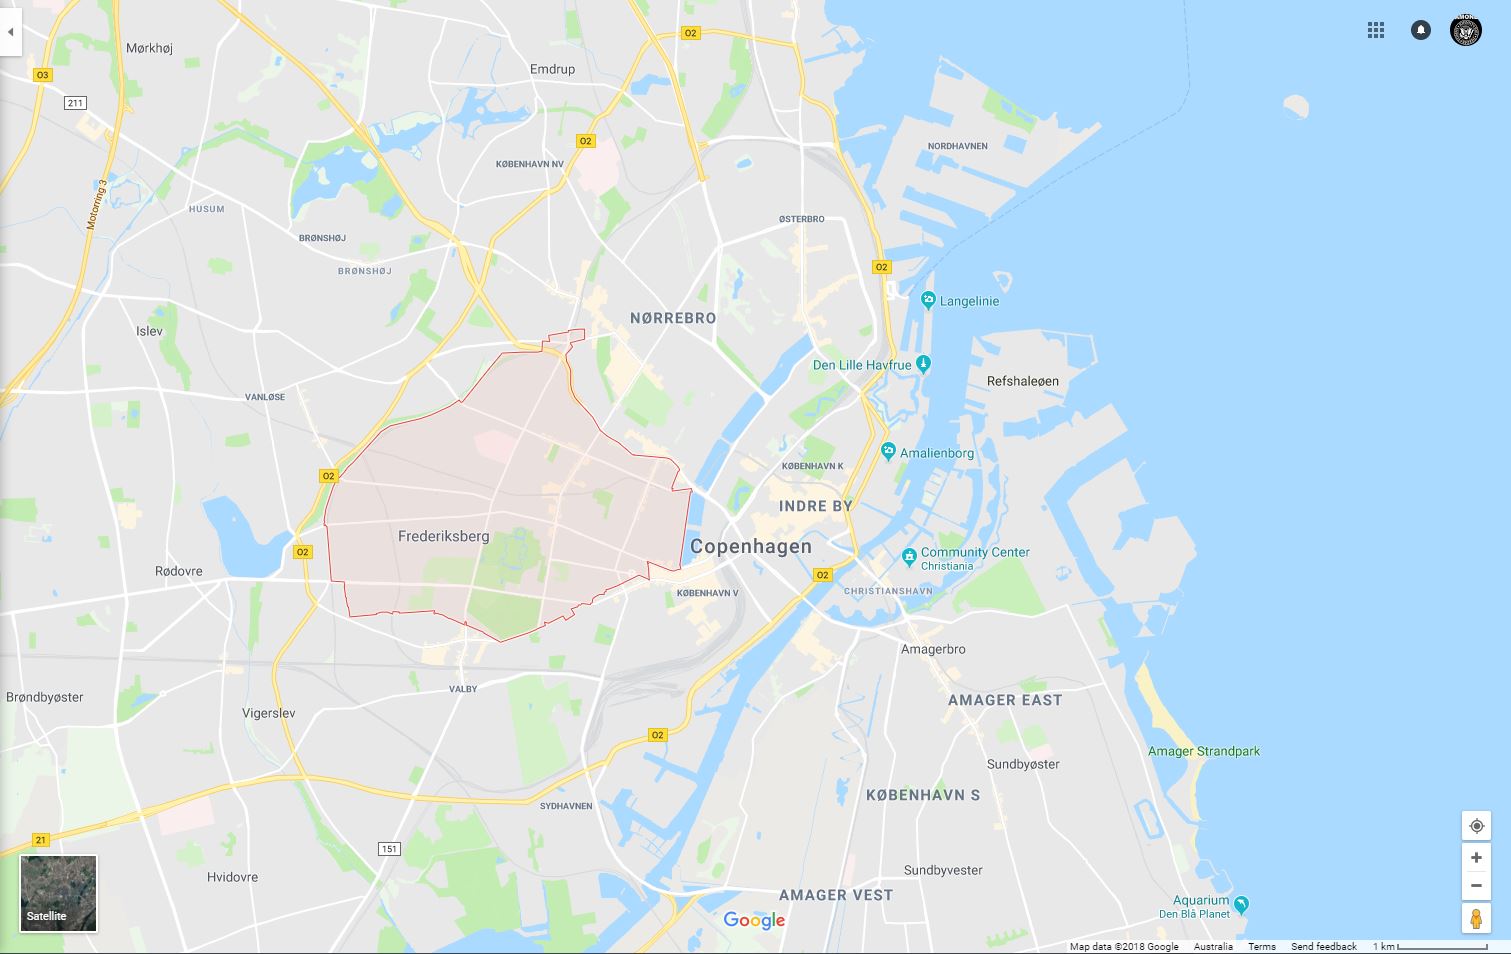 Mørkhøj
O2
Emdrup
O3
211
O2
NORDHAVNEN
KØBENHAVN NV
Motorring 3
HUSUM
ØSTERBRO
BRØNSHØJ
BRØNSHØJ
O2
Langelinie
Islev
NØRREBRO
Den Lille Havfrue
Refshaleøen
VANLØSE
Amalienborg
KØBENHAVN K
O2
INDRE BY
Frederiksberg
Copenhagen
O2
Community Center
Christiania
Rødovre
O2
KØBENHAVN V
CHRISTIANSHAVN
Amagerbro
VALBY
Brøndbyøster
AMAGER EAST
Vigerslev
O2
Amager Strandpark
Sundbyøster
KØBENHAVN S
SYDHAVNEN
21
151
Hvidovre
Sundbyvester
AMAGER VEST
Aquarium
Den Blå Planet
Satellite
Google
Map data ©2018 Google Australia Terms Send feedback 1 km